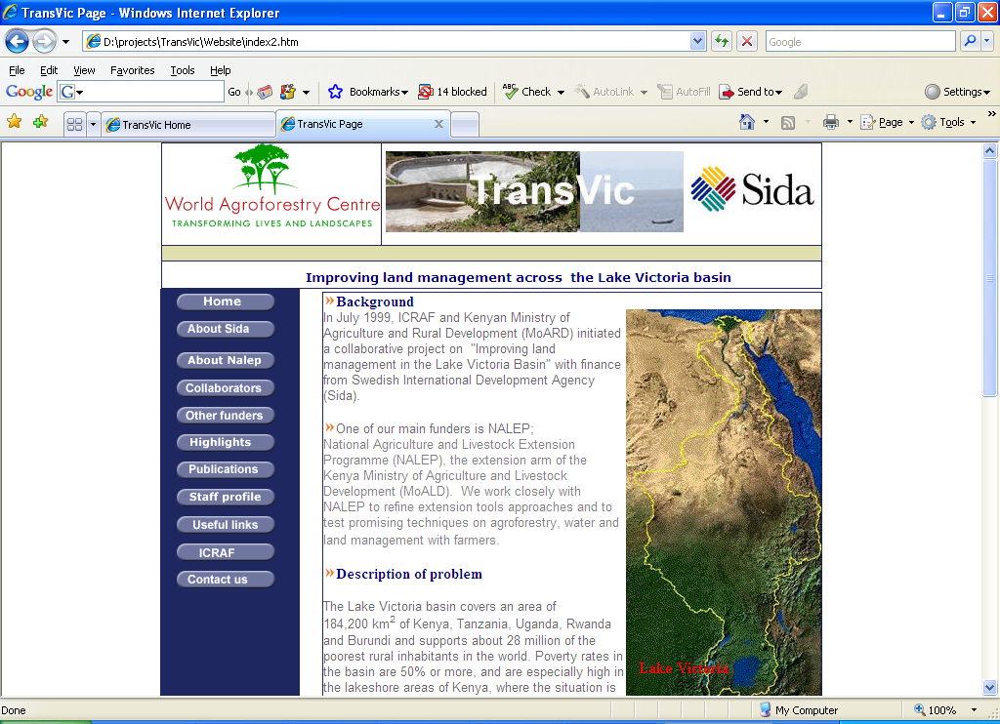 TransVic Page - Windows Internet Explorer
D:\projects\TransVic\Website\index2.htm
Google
File Edit View Favorites Tools Help
Google G Go Bookmarks 14 blocked ABC Check AutoLink AutoFill Send to Settings
TransVic Home TransVic Page X Page Tools
World Agroforestry Centre
TRANSFORMING LIVES AND LANDSCAPES
TransVic
Sida
Improving land management across the Lake Victoria basin
Home
About Sida
About Nalep
Collaborators
Other funders
Highlights
Publications
Staff profile
Useful links
ICRAF
Contact us
»Background
In July 1999, ICRAF and Kenyan Ministry of
Agriculture and Rural Development (MoARD) initiated
a collaborative project on "Improving land
management in the Lake Victoria Basin" with finance
from Swedish International Development Agency
(Sida).
»One of our main funders is NALEP;
National Agriculture and Livestock Extension
Programme (NALEP), the extension arm of the
Kenya Ministry of Agriculture and Livestock
Development (MoALD). We work closely with
NALEP to refine extension tools approaches and to
test promising techniques on agroforestry, water and
land management with farmers.
»Description of problem
The Lake Victoria basin covers an area of
184,200 km² of Kenya, Tanzania, Uganda, Rwanda
and Burundi and supports about 28 million of the
poorest rural inhabitants in the world. Poverty rates in
the basin are 50% or more, and are especially high in
the lakeshore areas of Kenya, where the situation is
Lake Victoria
Done My Computer 100%